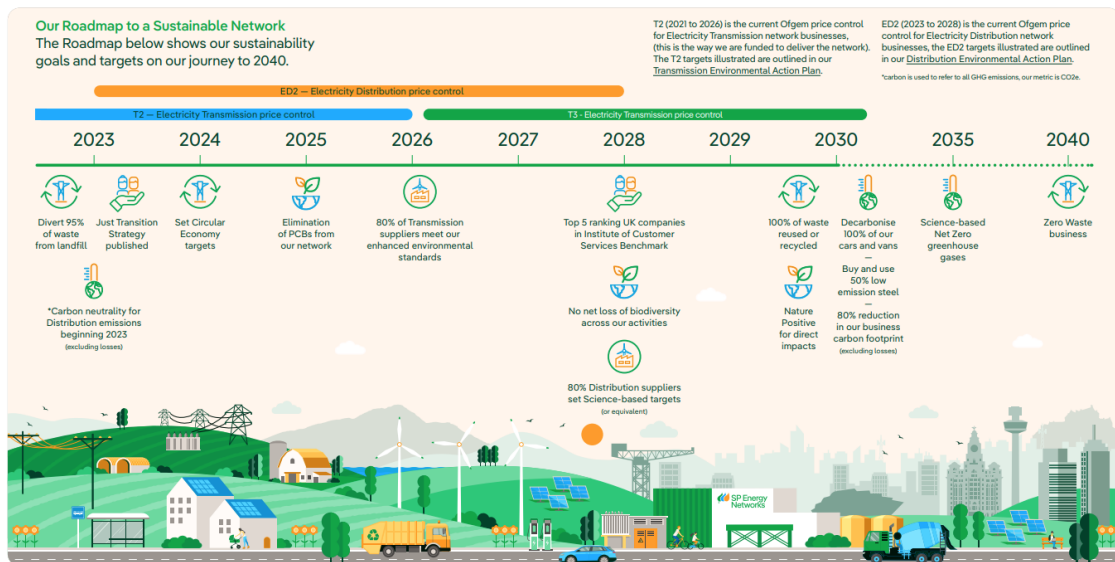 Our Roadmap to a Sustainable Network
The Roadmap below shows our sustainability
goals and targets on our journey to 2040.
T2 (2021 to 2026) is the current Ofgem price control
for Electricity Transmission network businesses,
(this is the way we are funded to deliver the network).
The T2 targets illustrated are outlined in our
Transmission Environmental Action Plan.
ED2 (2023 to 2028) is the current Ofgem price
control for Electricity Distribution network
businesses, the ED2 targets illustrated are outlined
in our Distribution Environmental Action Plan.
*carbon is used to refer to all GHG emissions, our metric is CO2e.
ED2 — Electricity Distribution price control
T2 — Electricity Transmission price control
T3 - Electricity Transmission price control
2023
2024
2025
2026
2027
2028
2029
2030
2035
2040
Divert 95%
of waste
from landfill
Just Transition
Strategy
published
Set Circular
Economy
targets
Elimination
of PCBs from
our network
80% of Transmission
suppliers meet our
enhanced environmental
standards
Top 5 ranking UK companies
in Institute of Customer
Services Benchmark
100% of waste
reused or
recycled
Decarbonise
100% of our
cars and vans
—
Buy and use
50% low
emission steel
—
80% reduction
in our business
carbon footprint
(excluding losses)
Science-based
Net Zero
greenhouse
gases
Zero Waste
business
*Carbon neutrality for
Distribution emissions
beginning 2023
(excluding losses)
No net loss of biodiversity
across our activities
Nature
Positive
for direct
impacts
80% Distribution suppliers
set Science-based targets
(or equivalent)
SP Energy
Networks